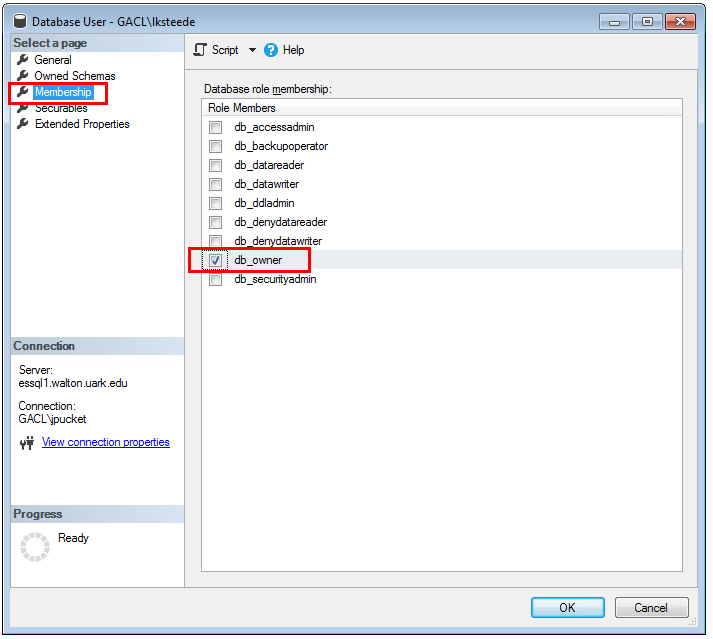 Database User - GACL\lksteede
Select a page
General
Owned Schemas
Membership
Securables
Extended Properties
Script
Help
Database role membership:
Role Members
db_accessadmin
db_backupoperator
db_datareader
db_datawriter
db_ddladmin
db_denydatareader
db_denydatawriter
db_owner
db_securityadmin
Connection
Server:
essql1.walton.uark.edu
Connection:
GACL\jpucket
View connection properties
Progress
Ready
OK
Cancel